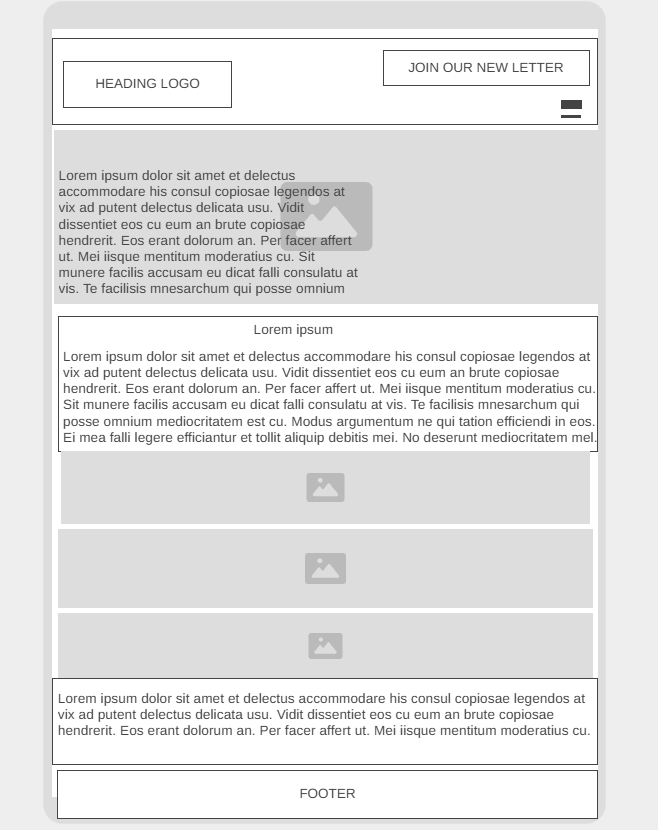 HEADING LOGO
JOIN OUR NEW LETTER
Lorem ipsum dolor sit amet et delectus
accommodare his consul copiosae legendos at
vix ad putent delectus delicata usu. Vidit
dissentiet eos cu eum an brute copiosae
hendrerit. Eos erant dolorum an. Per facer affert
ut. Mei iisque mentitum moderatius cu. Sit
munere facilis accusam eu dicat falli consulatu at
vis. Te facilisis mnesarchum qui posse omnium
Lorem ipsum
Lorem ipsum dolor sit amet et delectus accommodare his consul copiosae legendos at
vix ad putent delectus delicata usu. Vidit dissentiet eos cu eum an brute copiosae
hendrerit. Eos erant dolorum an. Per facer affert ut. Mei iisque mentitum moderatius cu.
Sit munere facilis accusam eu dicat falli consulatu at vis. Te facilisis mnesarchum qui
posse omnium mediocritatem est cu. Modus argumentum ne qui tation efficiendi in eos.
Ei mea falli legere efficiantur et tollit aliquip debitis mei. No deserunt mediocritatem mel.
Lorem ipsum dolor sit amet et delectus accommodare his consul copiosae legendos at
vix ad putent delectus delicata usu. Vidit dissentiet eos cu eum an brute copiosae
hendrerit. Eos erant dolorum an. Per facer affert ut. Mei iisque mentitum moderatius cu.
FOOTER